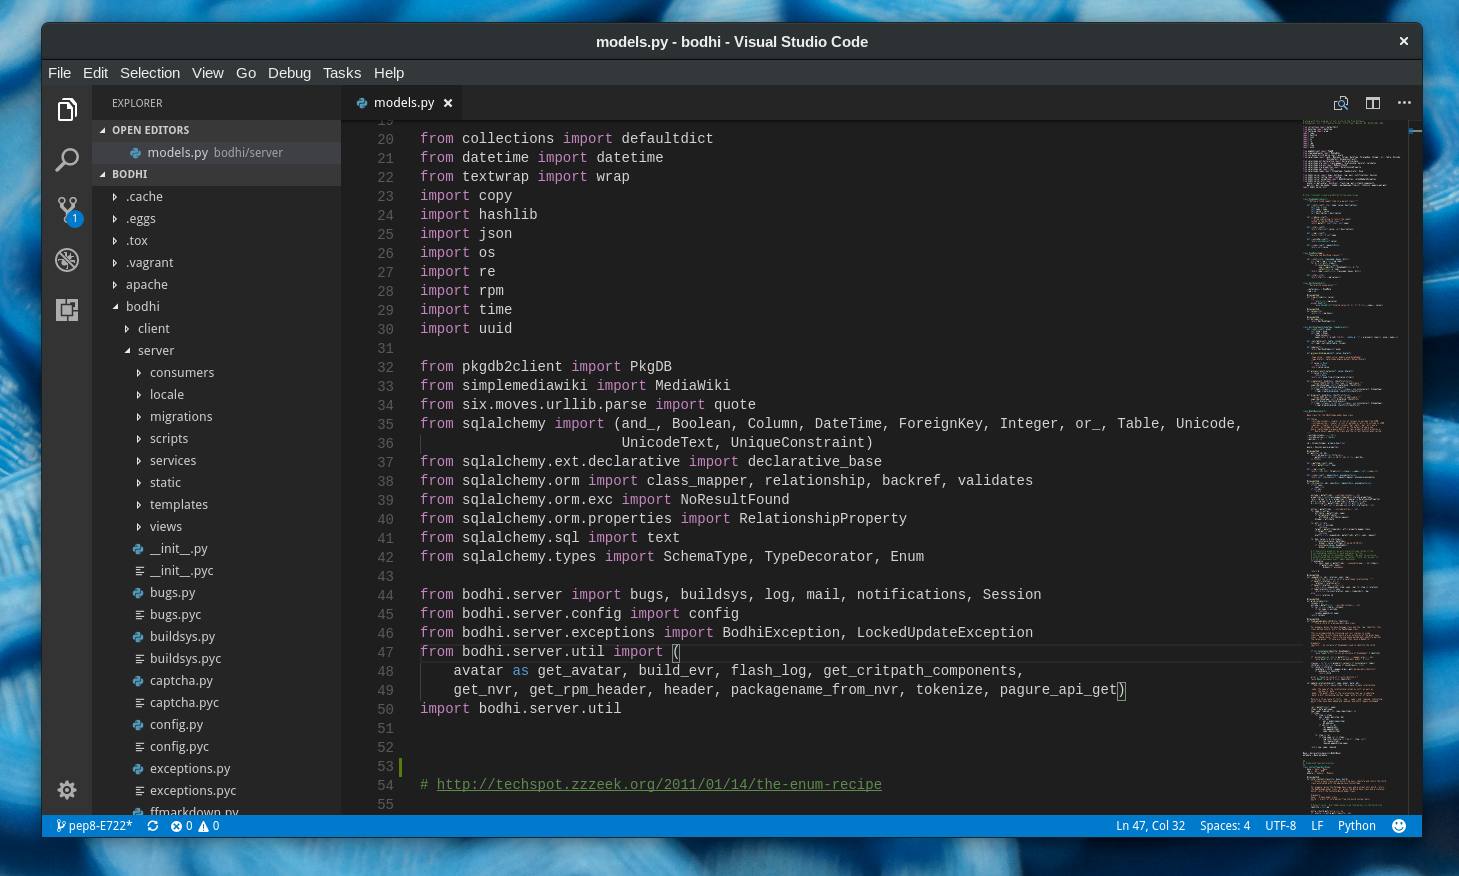 models.py - bodhi - Visual Studio Code
File Edit Selection View Go Debug Tasks Help
EXPLORER
OPEN EDITORS
models.py bodhi/server
BODHI
.cache
.eggs
.tox
.vagrant
apache
bodhi
client
server
consumers
locale
migrations
scripts
services
static
templates
views
__init__.py
__init__.pyc
bugs.py
bugs.pyc
buildsys.py
buildsys.pyc
captcha.py
captcha.pyc
config.py
config.pyc
exceptions.py
exceptions.pyc
ffmarkdown.py
1
models.py
19
20 from collections import defaultdict
21 from datetime import datetime
22 from textwrap import wrap
23 import copy
24 import hashlib
25 import json
26 import os
27 import re
28 import rpm
29 import time
30 import uuid
31
32 from pkgdb2client import PkgDB
33 from simplemediawiki import MediaWiki
34 from six.moves.urllib.parse import quote
35 from sqlalchemy import (and_, Boolean, Column, DateTime, ForeignKey, Integer, or_, Table, Unicode,
36 UnicodeText, UniqueConstraint)
37 from sqlalchemy.ext.declarative import declarative_base
38 from sqlalchemy.orm import class_mapper, relationship, backref, validates
39 from sqlalchemy.orm.exc import NoResultFound
40 from sqlalchemy.orm.properties import RelationshipProperty
41 from sqlalchemy.sql import text
42 from sqlalchemy.types import SchemaType, TypeDecorator, Enum
43
44 from bodhi.server import bugs, buildsys, log, mail, notifications, Session
45 from bodhi.server.config import config
46 from bodhi.server.exceptions import BodhiException, LockedUpdateException
47 from bodhi.server.util import (
48 avatar as get_avatar, build_evr, flash_log, get_critpath_components,
49 get_nvr, get_rpm_header, header, packagename_from_nvr, tokenize, pagure_api_get)
50 import bodhi.server.util
51
52
53
54 # http://techspot.zzzeek.org/2011/01/14/the-enum-recipe
55
pep8-E722* 0 0 Ln 47, Col 32 Spaces: 4 UTF-8 LF Python